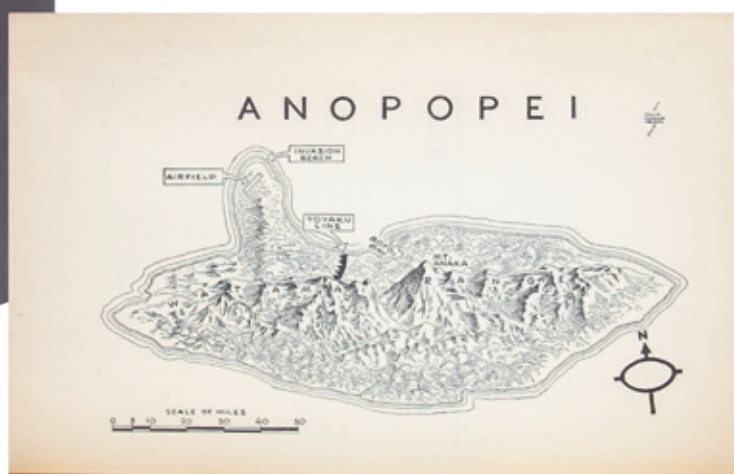 ANOPOPEI
INVASION
BEACH
AIRFIELD
TOYAKU
LINE
MT.
ANAKA
N
SCALE OF MILES
0 5 10 20 30 40 50